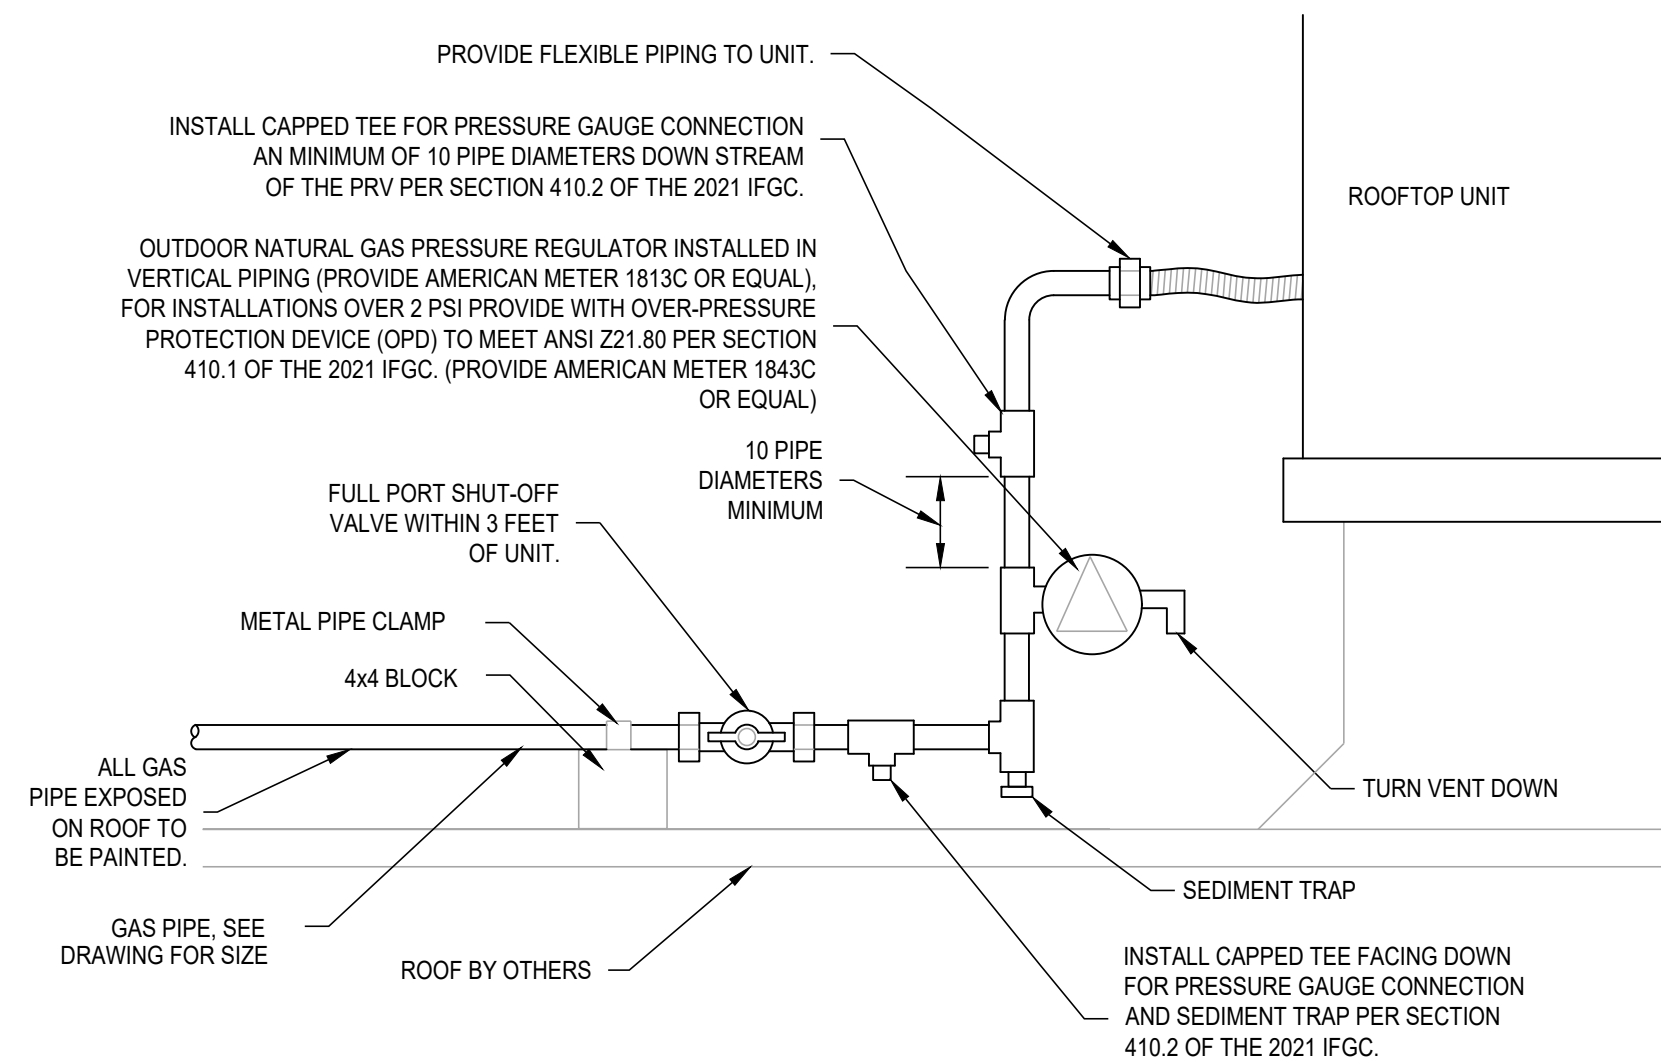 PROVIDE FLEXIBLE PIPING TO UNIT.
INSTALL CAPPED TEE FOR PRESSURE GAUGE CONNECTION
AN MINIMUM OF 10 PIPE DIAMETERS DOWN STREAM
OF THE PRV PER SECTION 410.2 OF THE 2021 IFGC.
ROOFTOP UNIT
OUTDOOR NATURAL GAS PRESSURE REGULATOR INSTALLED IN
VERTICAL PIPING (PROVIDE AMERICAN METER 1813C OR EQUAL),
FOR INSTALLATIONS OVER 2 PSI PROVIDE WITH OVER-PRESSURE
PROTECTION DEVICE (OPD) TO MEET ANSI Z21.80 PER SECTION
410.1 OF THE 2021 IFGC. (PROVIDE AMERICAN METER 1843C
OR EQUAL)
10 PIPE
DIAMETERS
MINIMUM
FULL PORT SHUT-OFF
VALVE WITHIN 3 FEET
OF UNIT.
METAL PIPE CLAMP
4x4 BLOCK
ALL GAS
PIPE EXPOSED
ON ROOF TO
BE PAINTED.
TURN VENT DOWN
SEDIMENT TRAP
GAS PIPE, SEE
DRAWING FOR SIZE
ROOF BY OTHERS
INSTALL CAPPED TEE FACING DOWN
FOR PRESSURE GAUGE CONNECTION
AND SEDIMENT TRAP PER SECTION
410.2 OF THE 2021 IFGC.